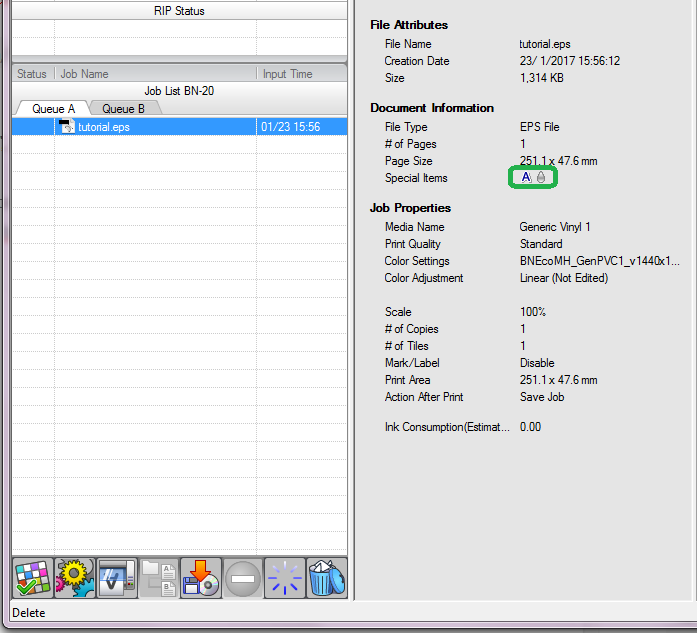 RIP Status
Status Job Name Input Time
Job List BN-20
Queue A Queue B
tutorial.eps 01/23 15:56
Delete
File Attributes
File Name tutorial.eps
Creation Date 23/ 1/2017 15:56:12
Size 1,314 KB
Document Information
File Type EPS File
# of Pages 1
Page Size 251.1 x 47.6 mm
Special Items A
Job Properties
Media Name Generic Vinyl 1
Print Quality Standard
Color Settings BNEcoMH_GenPVC1_v1440x1...
Color Adjustment Linear (Not Edited)
Scale 100%
# of Copies 1
# of Tiles 1
Mark/Label Disable
Print Area 251.1 x 47.6 mm
Action After Print Save Job
Ink Consumption(Estimat... 0.00